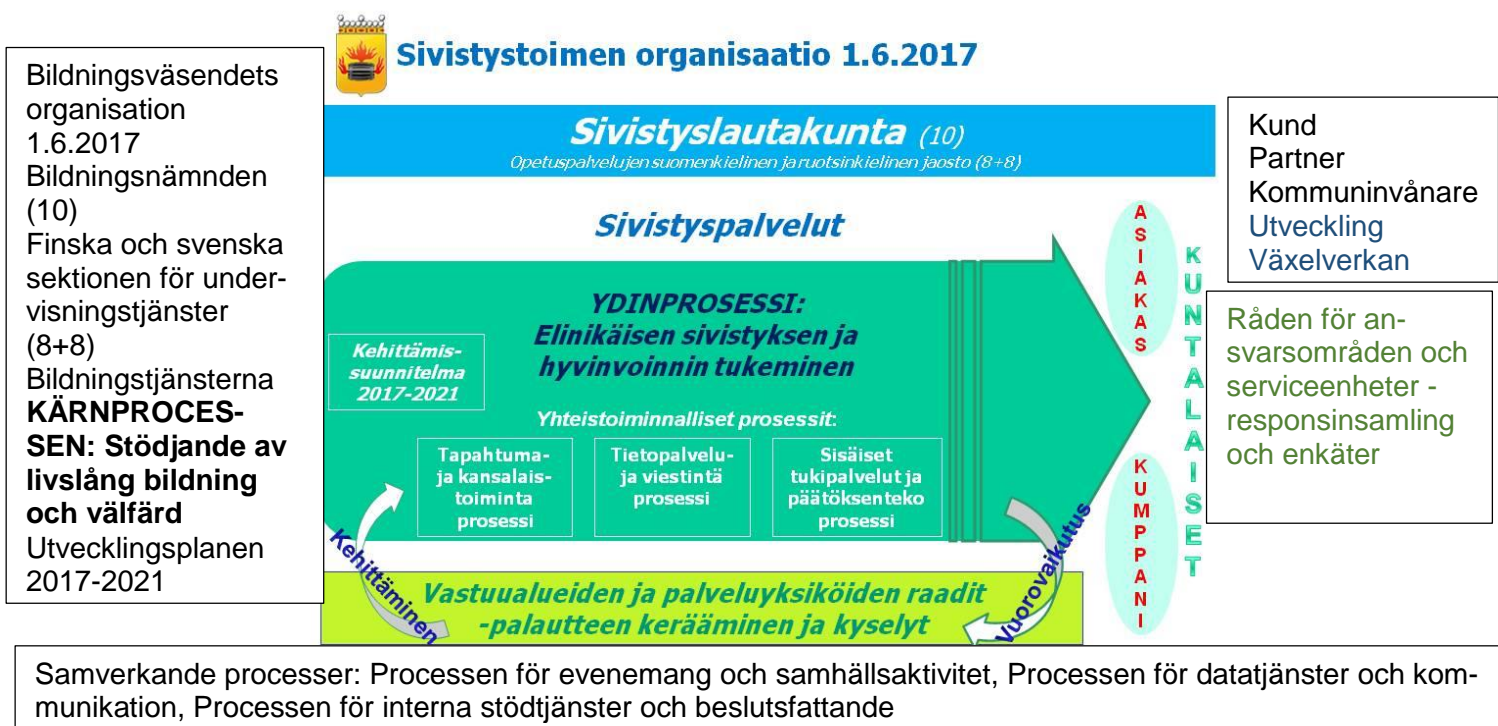 Bildningsväsendets
organisation
1.6.2017
Bildningsnämnden
(10)
Finska och svenska
sektionen för under-
visningstjänster
(8+8)
Bildningstjänsterna
KÄRNPROCES-
SEN: Stödjande av
livslång bildning
och välfärd
Utvecklingsplanen
2017-2021
Sivistystoimen organisaatio 1.6.2017
Sivistyslautakunta (10)
Opetuspalvelujen suomenkielinen ja ruotsinkielinen jaosto (8+8)
Sivistyspalvelut
YDINPROSESSI:
Elinikäisen sivistyksen ja
hyvinvoinnin tukeminen
Kehittämis-
suunnitelma
2017-2021
Yhteistoiminnalliset prosessit:
Tapahtuma-
ja kansalais-
toiminta
prosessi
Tietopalvelu-
ja viestintä
prosessi
Sisäiset
tukipalvelut ja
päätöksenteko
prosessi
Kehittäminen
Vuorovaikutus
Vastuualueiden ja palveluyksiköiden raadit
-palautteen kerääminen ja kyselyt
ASIAKAS
KUMPPANI
KUNTALAISET
Kund
Partner
Kommuninvånare
Utveckling
Växelverkan
Råden för an-
svarsområden och
serviceenheter -
responsinsamling
och enkäter
Samverkande processer: Processen för evenemang och samhällsaktivitet, Processen för datatjänster och kom-
munikation, Processen för interna stödtjänster och beslutsfattande